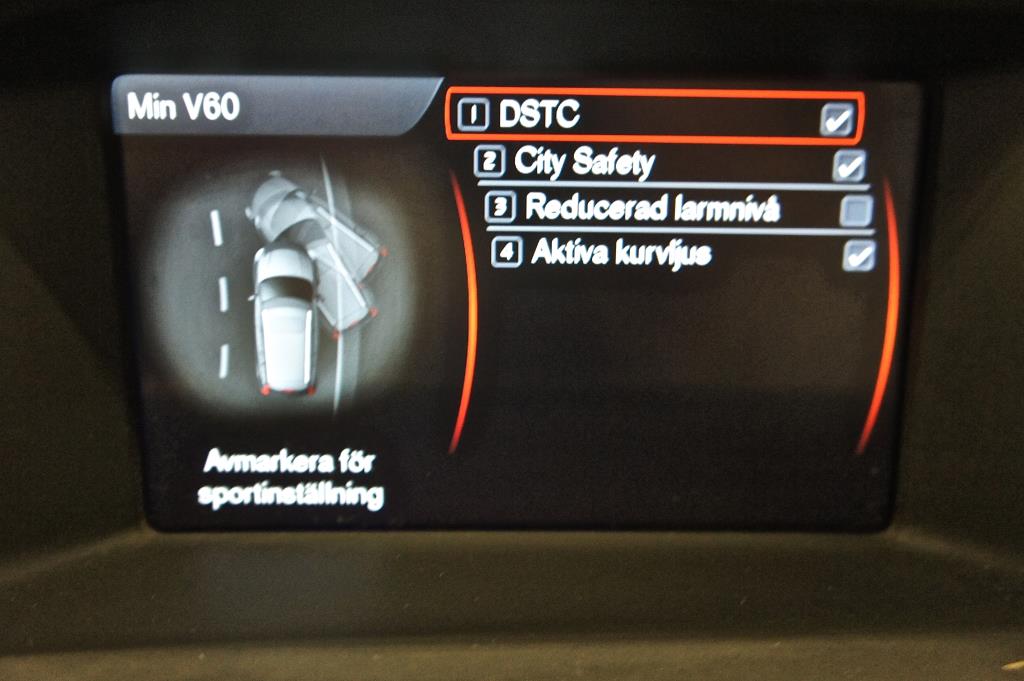 Min V60
1 DSTC
2 City Safety
3 Reducerad larmnivå
4 Aktiva kurvljus
Avmarkera för
sportinställning